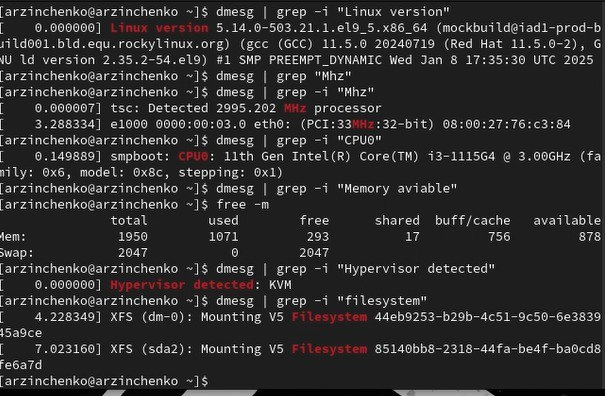 [arzinchenko@arzinchenko ~]$ dmesg | grep -i "Linux version"
[    0.000000] Linux version 5.14.0-503.21.1.el9_5.x86_64 (mockbuild@iad1-prod-b
uild001.bld.equ.rockylinux.org) (gcc (GCC) 11.5.0 20240719 (Red Hat 11.5.0-2), G
NU ld version 2.35.2-54.el9) #1 SMP PREEMPT_DYNAMIC Wed Jan 8 17:35:30 UTC 2025
[arzinchenko@arzinchenko ~]$ dmesg | grep "Mhz"
[arzinchenko@arzinchenko ~]$ dmesg | grep -i "Mhz"
[    0.000007] tsc: Detected 2995.202 MHz processor
[    3.288334] e1000 0000:00:03.0 eth0: (PCI:33MHz:32-bit) 08:00:27:76:c3:84
[arzinchenko@arzinchenko ~]$ dmesg | grep -i "CPU0"
[    0.149889] smpboot: CPU0: 11th Gen Intel(R) Core(TM) i3-1115G4 @ 3.00GHz (fa
mily: 0x6, model: 0x8c, stepping: 0x1)
[arzinchenko@arzinchenko ~]$ dmesg | grep -i "Memory aviable"
[arzinchenko@arzinchenko ~]$ free -m
total used free shared buff/cache available
Mem: 1950 1071 293 17 756 878
Swap: 2047 0 2047
[arzinchenko@arzinchenko ~]$ dmesg | grep -i "Hypervisor detected"
[    0.000000] Hypervisor detected: KVM
[arzinchenko@arzinchenko ~]$ dmesg | grep -i "filesystem"
[    4.228349] XFS (dm-0): Mounting V5 Filesystem 44eb9253-b29b-4c51-9c50-6e3839
45a9ce
[    7.023160] XFS (sda2): Mounting V5 Filesystem 85140bb8-2318-44fa-be4f-ba0cd8
fe6a7d
[arzinchenko@arzinchenko ~]$